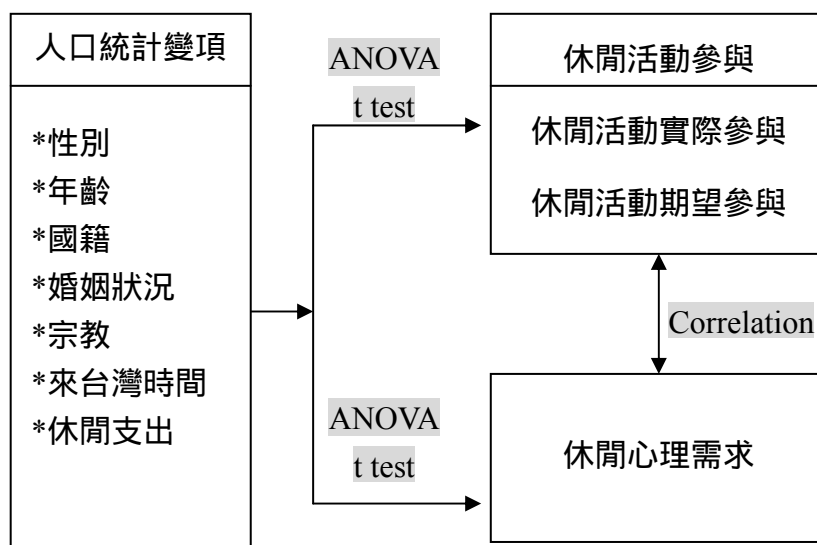 人口統計變項
*性別
*年齡
*國籍
*婚姻狀況
*宗教
*來台灣時間
*休閒支出
ANOVA
t test
休閒活動參與
休閒活動實際參與
休閒活動期望參與
Correlation
ANOVA
t test
休閒心理需求